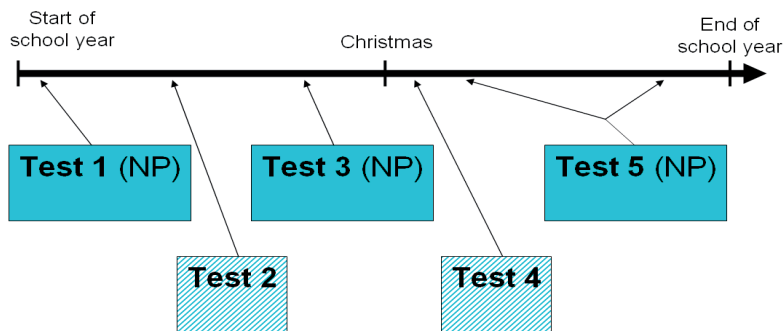 Start of
school year
Christmas
End of
school year
Test 1 (NP)
Test 3 (NP)
Test 5 (NP)
Test 2
Test 4